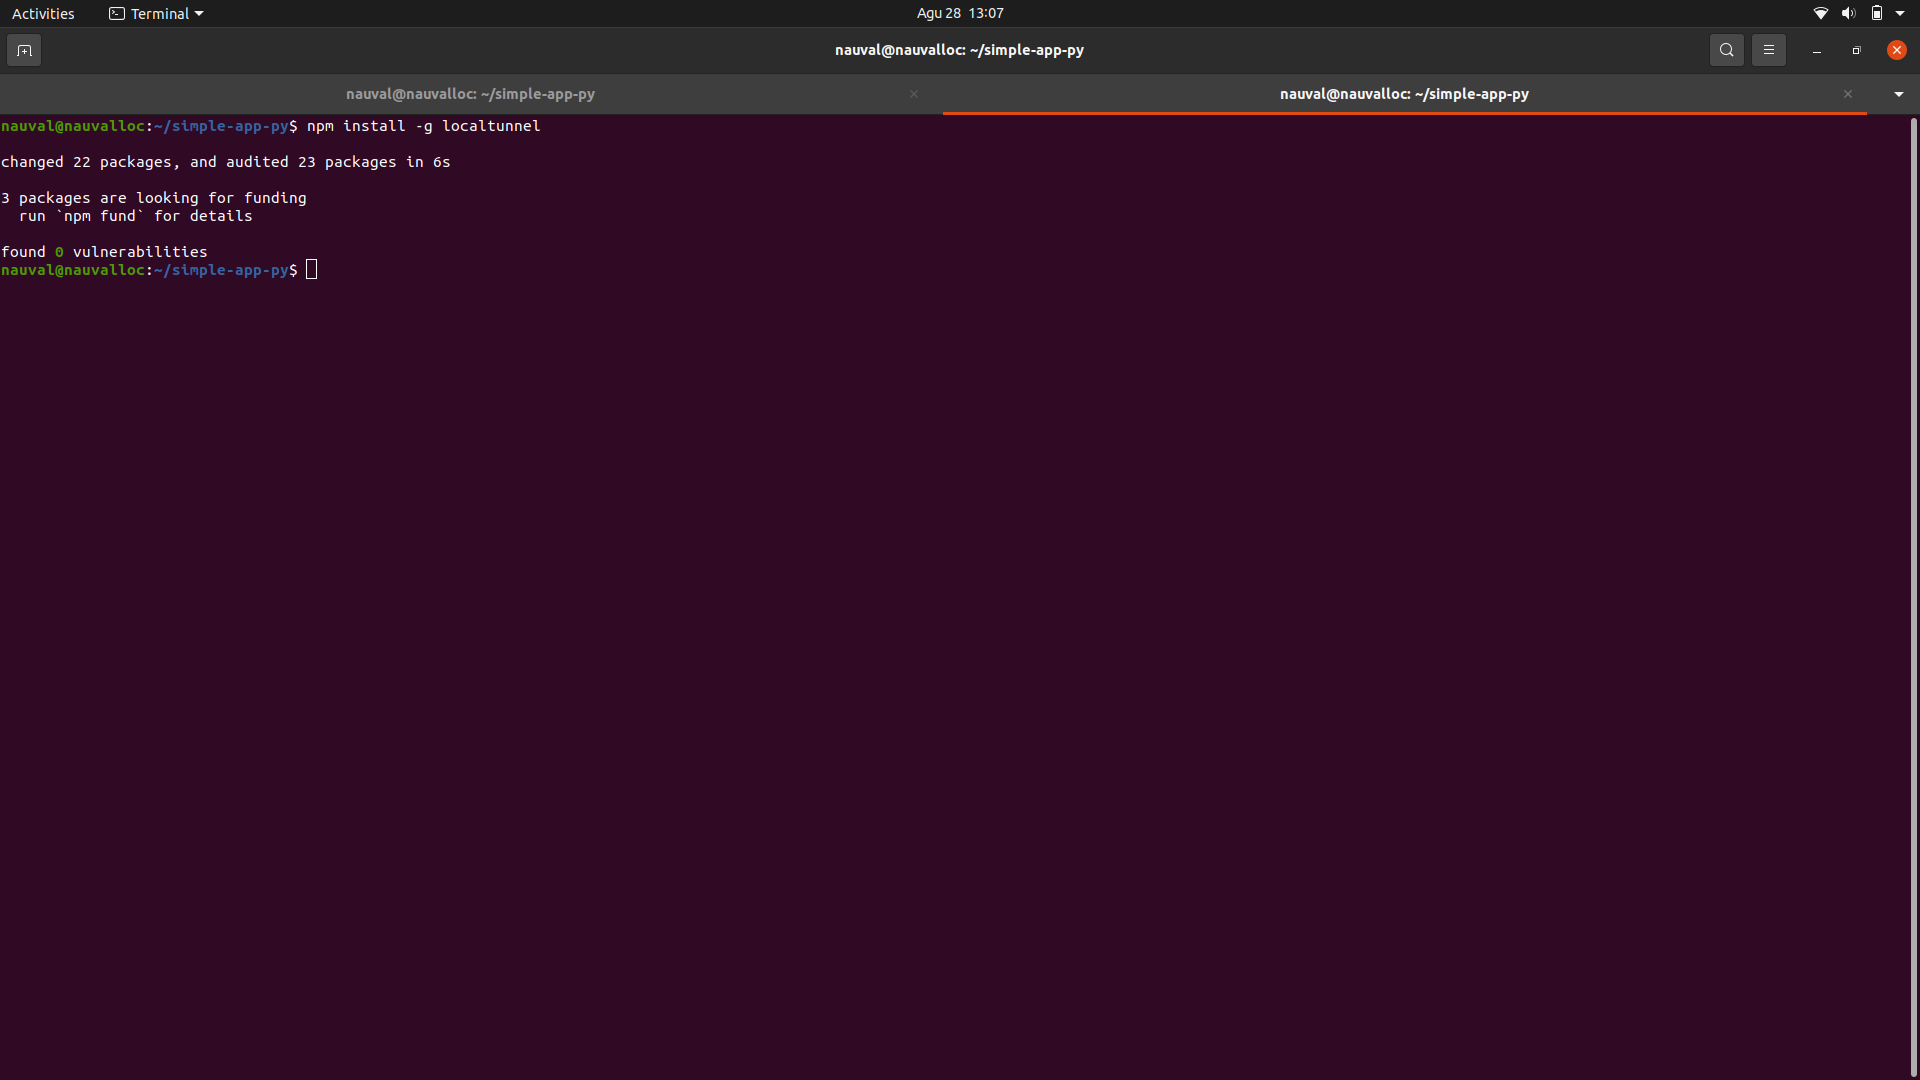 Activities Terminal Agu 28 13:07
nauval@nauvalloc: ~/simple-app-py
nauval@nauvalloc: ~/simple-app-py nauval@nauvalloc: ~/simple-app-py
nauval@nauvalloc:~/simple-app-py$ npm install -g localtunnel
changed 22 packages, and audited 23 packages in 6s
3 packages are looking for funding
  run `npm fund` for details
found 0 vulnerabilities
nauval@nauvalloc:~/simple-app-py$